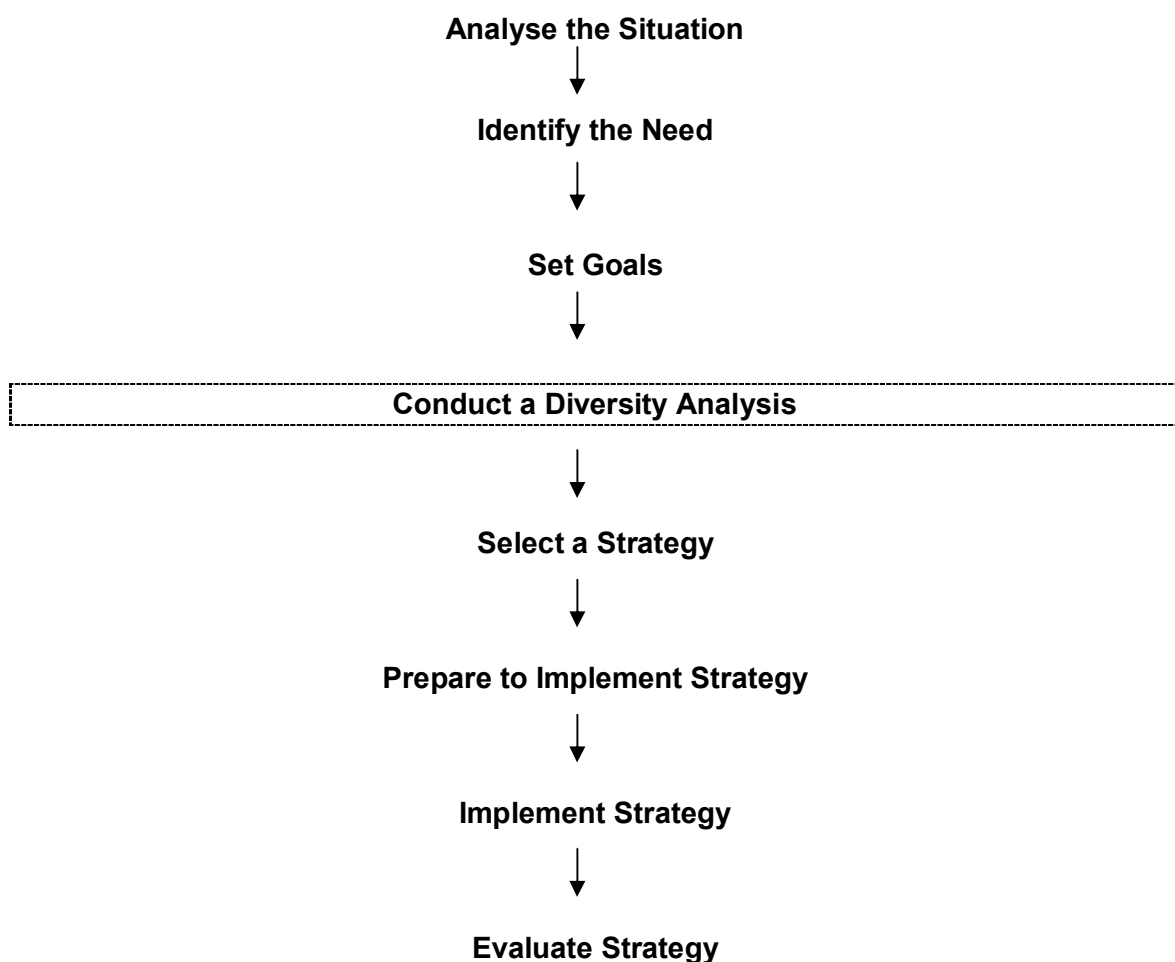 Analyse the Situation
Identify the Need
Set Goals
Conduct a Diversity Analysis
Select a Strategy
Prepare to Implement Strategy
Implement Strategy
Evaluate Strategy